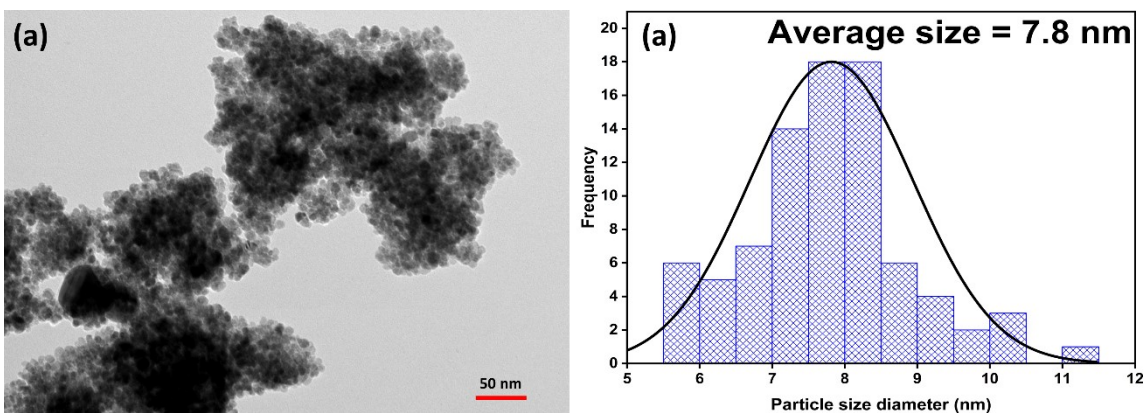 (a)
50 nm
(a) Average size = 7.8 nm
Frequency
20
18
16
14
12
10
8
6
4
2
0
5 6 7 8 9 10 11 12
Particle size diameter (nm)